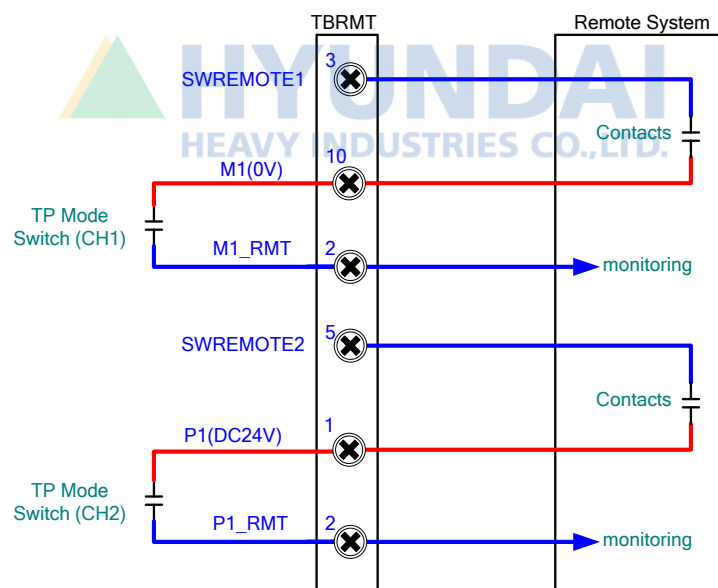 TBRMT
Remote System
HYUNDAI
HEAVY INDUSTRIES CO.,LTD.
SWREMOTE1
3
Contacts
M1(0V)
10
TP Mode
Switch (CH1)
M1_RMT
2
monitoring
SWREMOTE2
5
Contacts
P1(DC24V)
1
TP Mode
Switch (CH2)
P1_RMT
2
monitoring